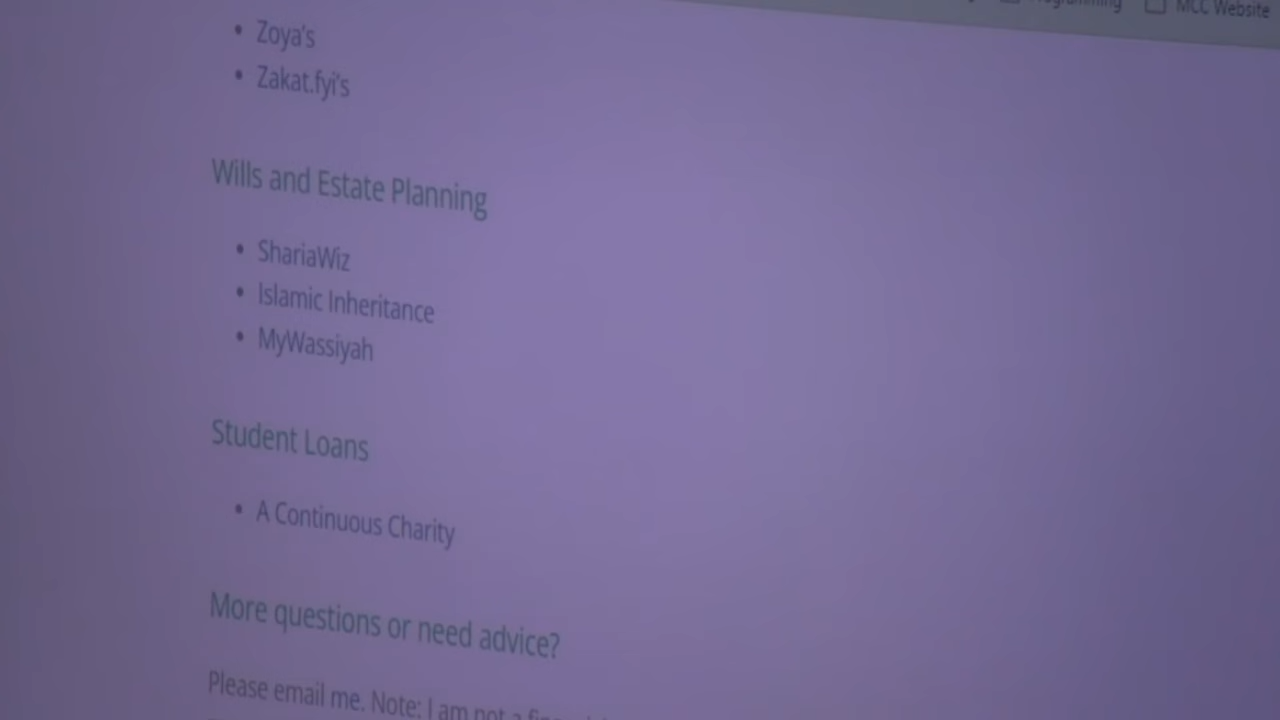 MCC Website
Zoya's
Zakat.fyi's
Wills and Estate Planning
ShariaWiz
Islamic Inheritance
MyWassiyah
Student Loans
A Continuous Charity
More questions or need advice?
Please email me. Note: I am not a